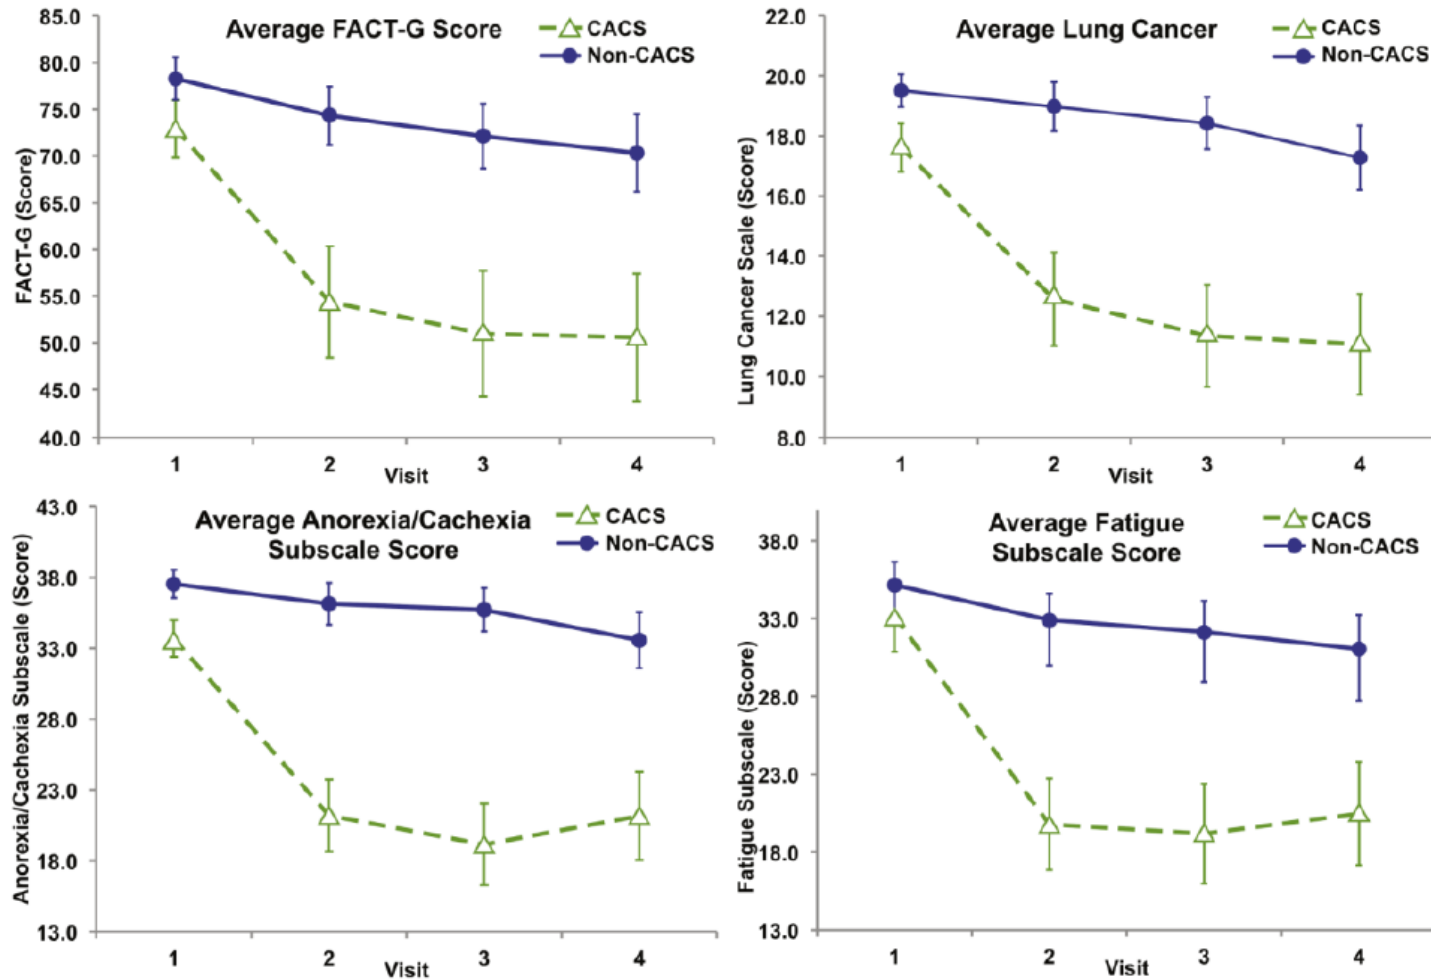 Average FACT-G Score
CACS
Non-CACS
85.0
80.0
75.0
70.0
65.0
60.0
55.0
50.0
45.0
40.0
FACT-G (Score)
1
2
3
4
Visit
Average Lung Cancer
CACS
Non-CACS
22.0
20.0
18.0
16.0
14.0
12.0
10.0
8.0
Lung Cancer Scale (Score)
1
2
3
4
Visit
Average Anorexia/Cachexia
Subscale Score
CACS
Non-CACS
43.0
38.0
33.0
28.0
23.0
18.0
13.0
Anorexia/Cachexia Subscale (Score)
1
2
3
4
Visit
Average Fatigue
Subscale Score
CACS
Non-CACS
38.0
33.0
28.0
23.0
18.0
13.0
Fatigue Subscale (Score)
1
2
3
4
Visit